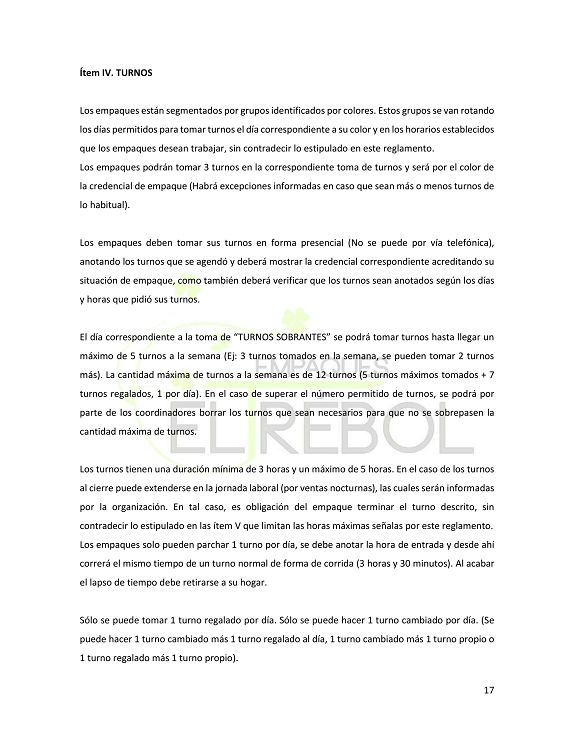 Ítem IV. TURNOS
Los empaques están segmentados por grupos identificados por colores. Estos grupos se van rotando
los días permitidos para tomar turnos el día correspondiente a su color y en los horarios establecidos
que los empaques desean trabajar, sin contradecir lo estipulado en este reglamento.
Los empaques podrán tomar 3 turnos en la correspondiente toma de turnos y será por el color de
la credencial de empaque (Habrá excepciones informadas en caso que sean más o menos turnos de
lo habitual).
Los empaques deben tomar sus turnos en forma presencial (No se puede por vía telefónica),
anotando los turnos que se agendó y deberá mostrar la credencial correspondiente acreditando su
situación de empaque, como también deberá verificar que los turnos sean anotados según los días
y horas que pidió sus turnos.
El día correspondiente a la toma de “TURNOS SOBRANTES” se podrá tomar turnos hasta llegar un
máximo de 5 turnos a la semana (Ej: 3 turnos tomados en la semana, se pueden tomar 2 turnos
más). La cantidad máxima de turnos a la semana es de 12 turnos (5 turnos máximos tomados + 7
turnos regalados, 1 por día). En el caso de superar el número permitido de turnos, se podrá por
parte de los coordinadores borrar los turnos que sean necesarios para que no se sobrepasen la
cantidad máxima de turnos.
EMPAQUES
EL TREBOL
Los turnos tienen una duración mínima de 3 horas y un máximo de 5 horas. En el caso de los turnos
al cierre puede extenderse en la jornada laboral (por ventas nocturnas), las cuales serán informadas
por la organización. En tal caso, es obligación del empaque terminar el turno descrito, sin
contradecir lo estipulado en las ítem V que limitan las horas máximas señalas por este reglamento.
Los empaques solo pueden parchar 1 turno por día, se debe anotar la hora de entrada y desde ahí
correrá el mismo tiempo de un turno normal de forma de corrida (3 horas y 30 minutos). Al acabar
el lapso de tiempo debe retirarse a su hogar.
Sólo se puede tomar 1 turno regalado por día. Sólo se puede hacer 1 turno cambiado por día. (Se
puede hacer 1 turno cambiado más 1 turno regalado al día, 1 turno cambiado más 1 turno propio o
1 turno regalado más 1 turno propio).
17